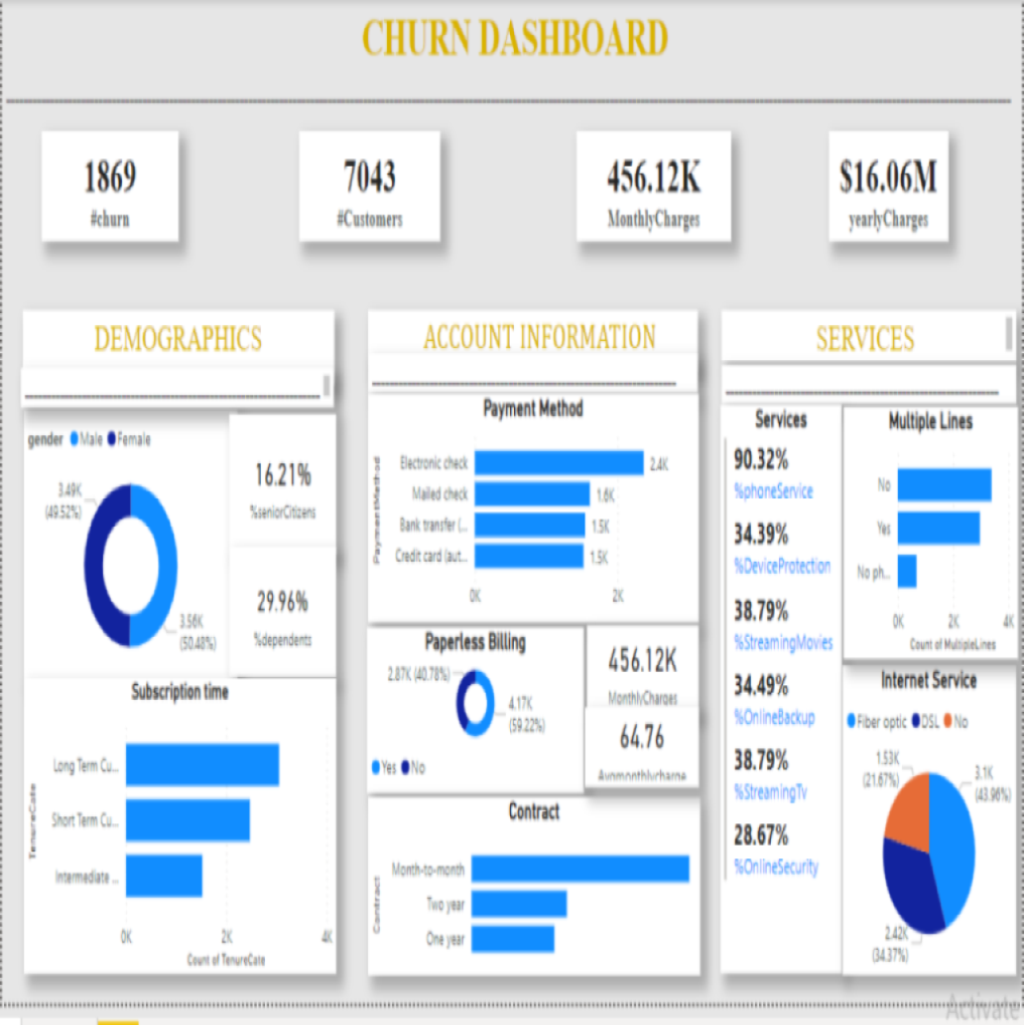 CHURN DASHBOARD
1869
#churn
7043
#Customers
456.12K
MonthlyCharges
$16.06M
yearlyCharges
DEMOGRAPHICS
gender Male Female
3.49K
(49.52%)
3.56K
(50.48%)
16.21%
%seniorCitizens
29.96%
%dependents
Subscription time
TenureCate
Long Term Cu...
Short Term Cu...
Intermediate ...
0K 2K 4K
Count of TenureCate
ACCOUNT INFORMATION
Payment Method
PaymentMethod
Electronic check 2.4K
Mailed check 1.6K
Bank transfer (... 1.5K
Credit card (aut... 1.5K
0K 2K
Paperless Billing
2.87K (40.78%)
4.17K
(59.22%)
Yes No
456.12K
MonthlyCharges
64.76
Avgmonthlycharge
Contract
Contract
Month-to-month
Two year
One year
SERVICES
Services
90.32%
%phoneService
34.39%
%DeviceProtection
38.79%
%StreamingMovies
34.49%
%OnlineBackup
38.79%
%StreamingTv
28.67%
%OnlineSecurity
Multiple Lines
No
Yes
No ph...
0K 2K 4K
Count of MultipleLines
Internet Service
Fiber optic DSL No
1.53K
(21.67%)
3.1K
(43.96%)
2.42K
(34.37%)
Activate